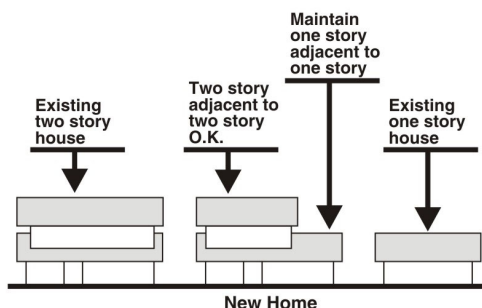 Existing
two story
house
Two story
adjacent to
two story
O.K.
Maintain
one story
adjacent to
one story
Existing
one story
house
New Home